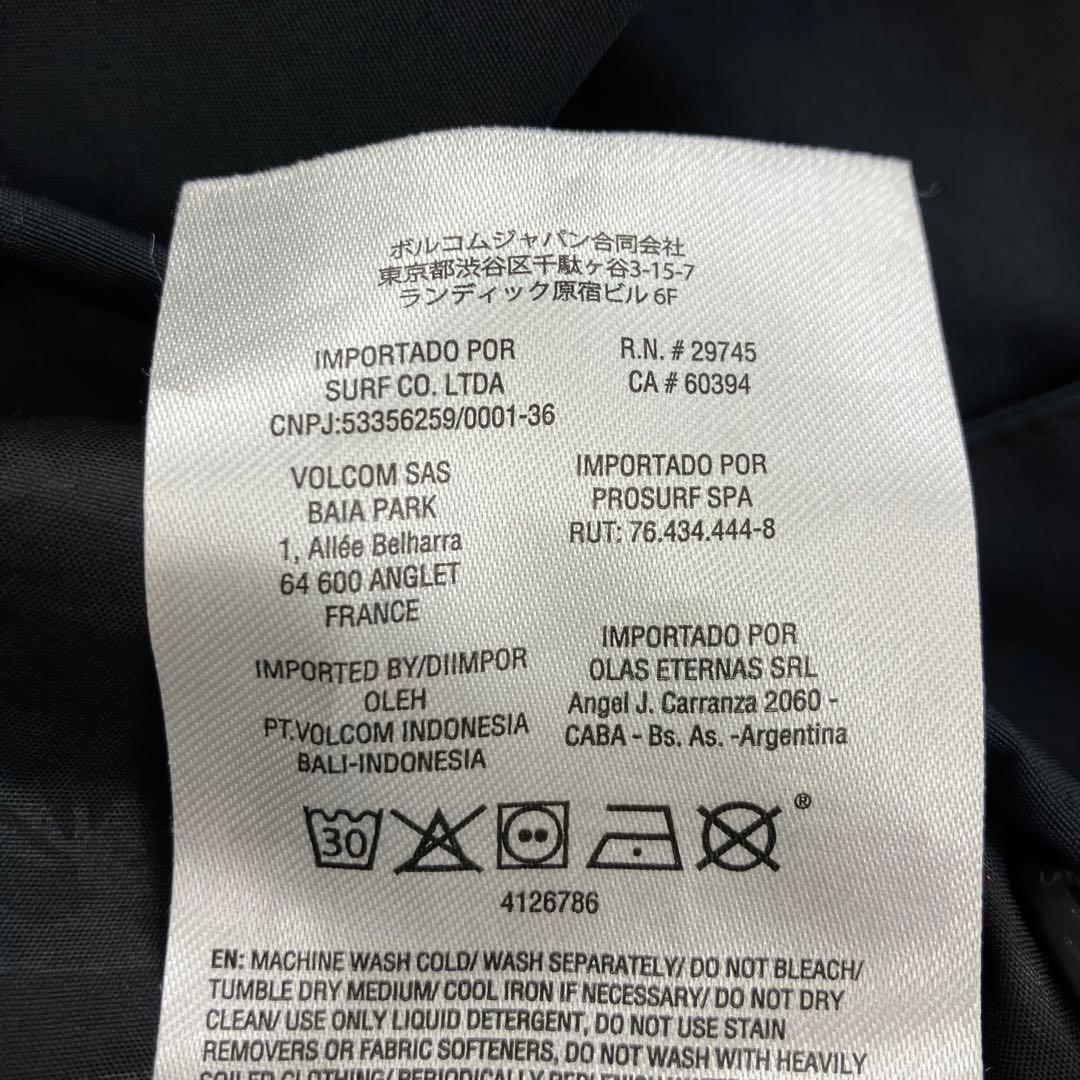 ボルコムジャパン合同会社
東京都渋谷区千駄ヶ谷3-15-7
ランディック原宿ビル 6F
IMPORTADO POR
SURF CO. LTDA
CNPJ:53356259/0001-36
R.N. # 29745
CA # 60394
VOLCOM SAS
BAIA PARK
1, Allée Belharra
64 600 ANGLET
FRANCE
IMPORTADO POR
PROSURF SPA
RUT: 76.434.444-8
IMPORTED BY/DIIMPOR
OLEH
PT.VOLCOM INDONESIA
BALI-INDONESIA
IMPORTADO POR
OLAS ETERNAS SRL
Angel J. Carranza 2060 -
CABA - Bs. As. -Argentina
30
®
4126786
EN: MACHINE WASH COLD/ WASH SEPARATELY/ DO NOT BLEACH/
TUMBLE DRY MEDIUM/ COOL IRON IF NECESSARY/ DO NOT DRY
CLEAN/ USE ONLY LIQUID DETERGENT, DO NOT USE STAIN
REMOVERS OR FABRIC SOFTENERS, DO NOT WASH WITH HEAVILY
SOILED CLOTHING/ PERIODICALLY REPLENISH